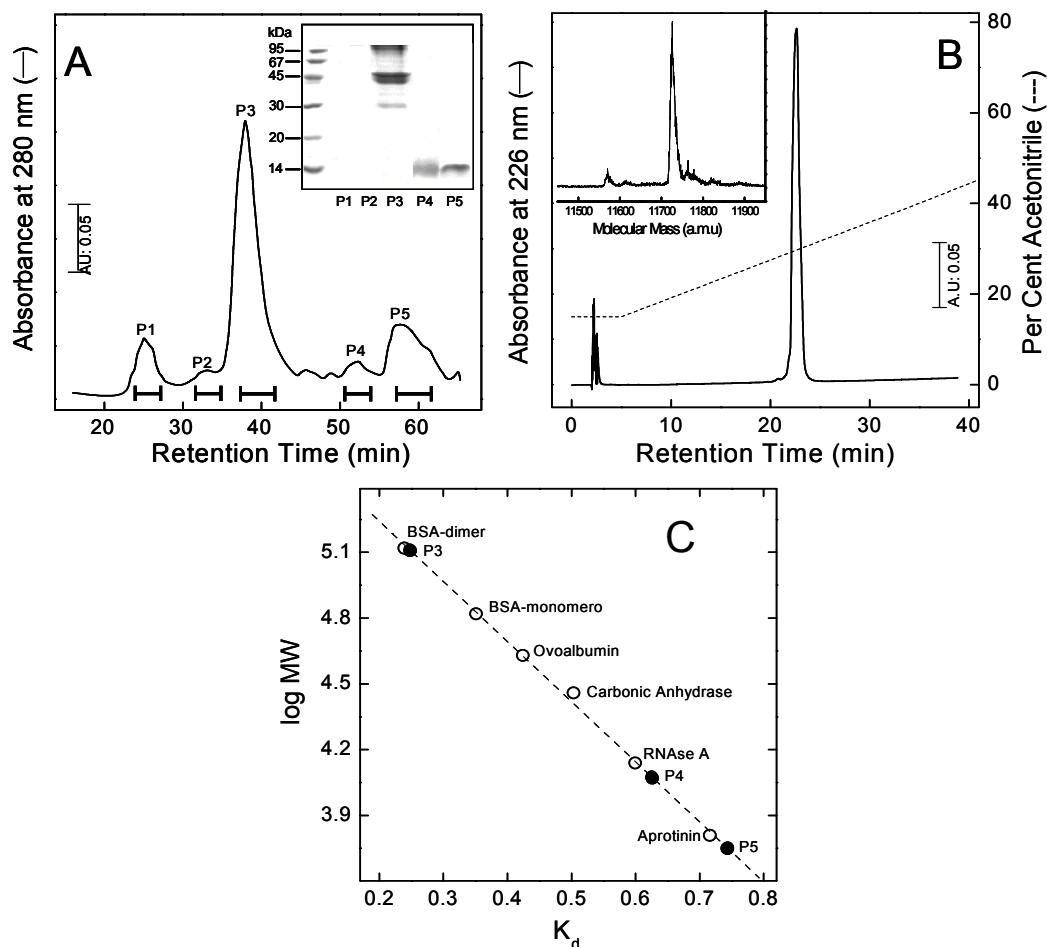 A
Absorbance at 280 nm (—)
AU: 0.05
P1
P2
P3
P4
P5
kDa
95
67
45
30
20
14
P1 P2 P3 P4 P5
20 30 40 50 60
Retention Time (min)
B
Absorbance at 226 nm (—)
11500 11600 11700 11800 11900
Molecular Mass (a.m.u)
A.U: 0.05
80
60
40
20
0
Per Cent Acetonitrile (---)
0 10 20 30 40
Retention Time (min)
C
log MW
5.1
4.8
4.5
4.2
3.9
BSA-dimer
P3
BSA-monomero
Ovoalbumin
Carbonic Anhydrase
RNAse A
P4
Aprotinin
P5
0.2 0.3 0.4 0.5 0.6 0.7 0.8
Kd